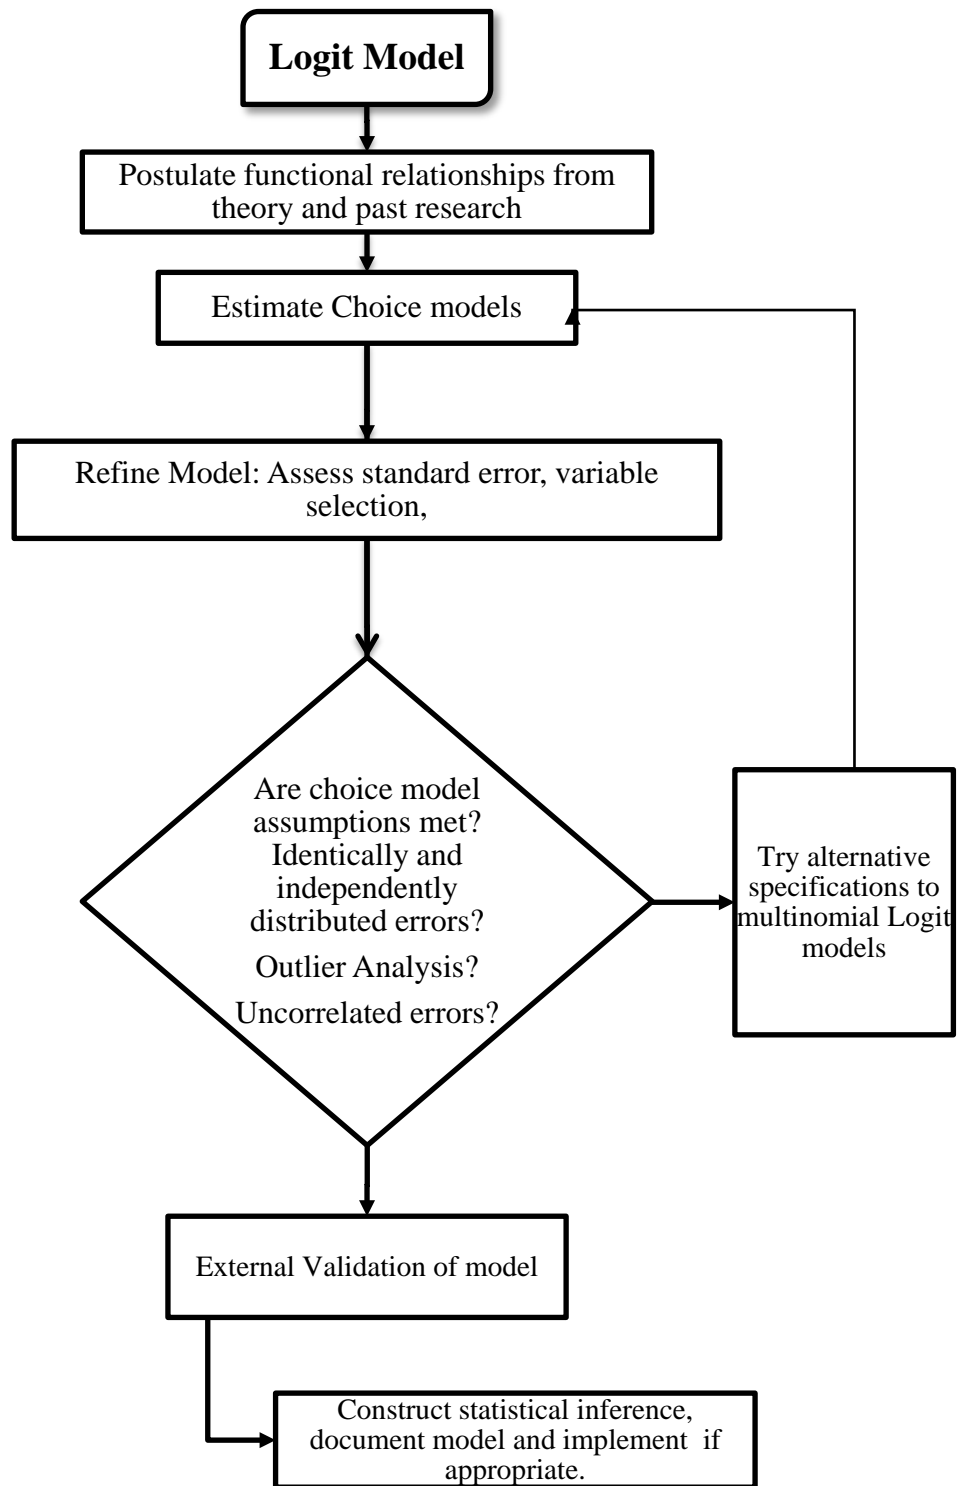 Logit Model
Postulate functional relationships from
theory and past research
Estimate Choice models
Refine Model: Assess standard error, variable
selection,
Are choice model
assumptions met?
Identically and
independently
distributed errors?
Outlier Analysis?
Uncorrelated errors?
Try alternative
specifications to
multinomial Logit
models
External Validation of model
Construct statistical inference,
document model and implement if
appropriate.